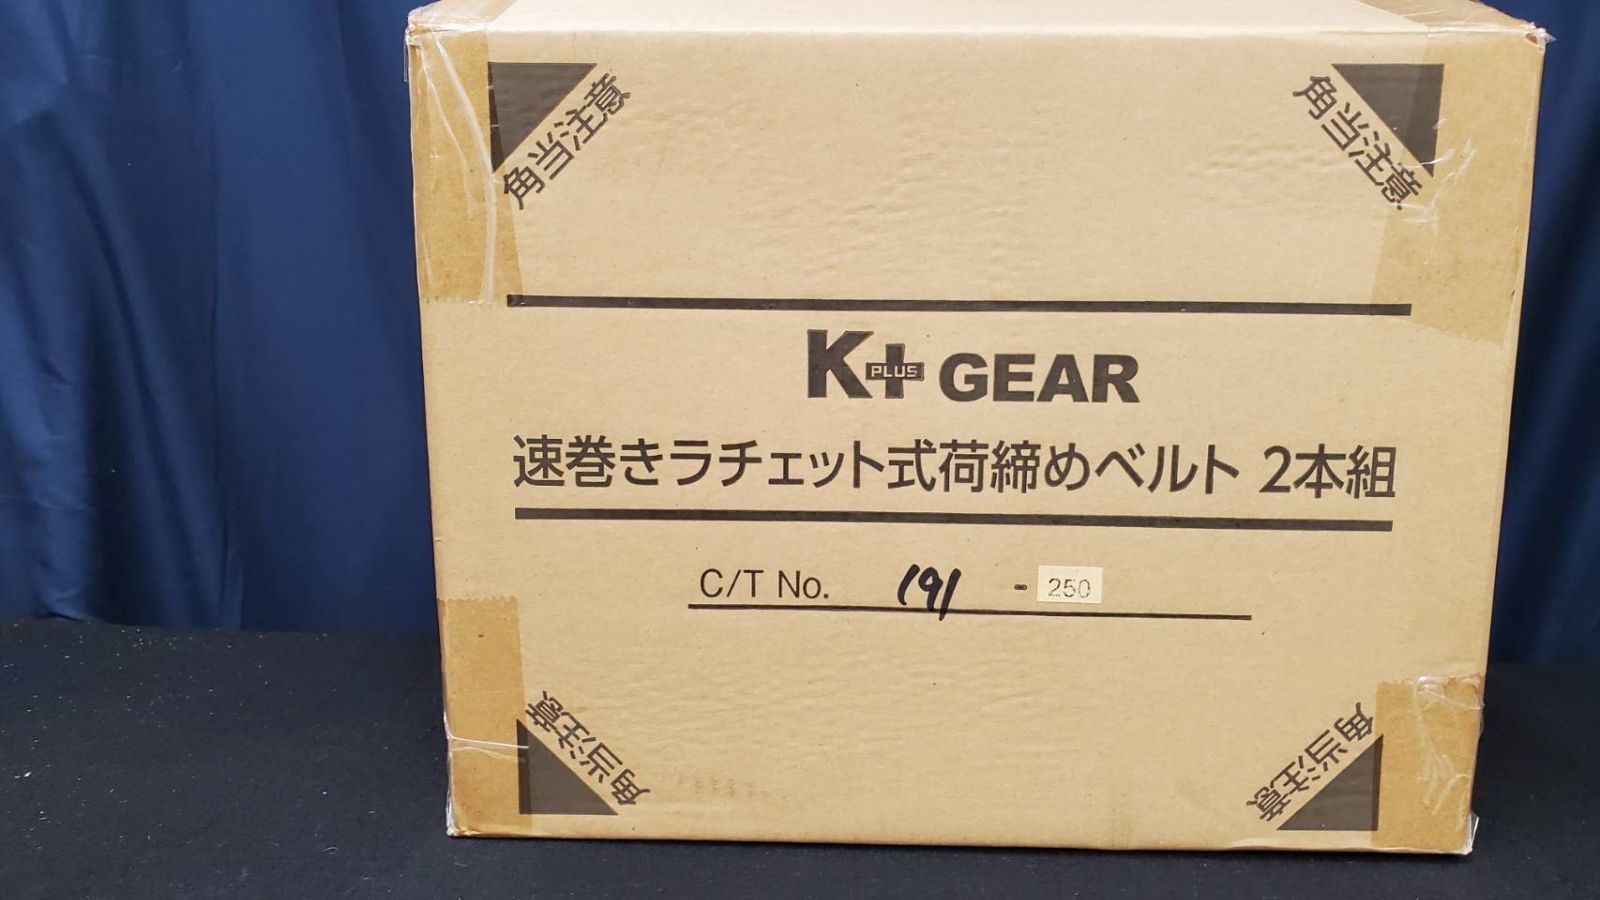 角当注意
角当注意
K+ PLUS GEAR
速巻きラチェット式荷締めベルト 2本組
C/T No. 191 - 250
角当注意
角当注意